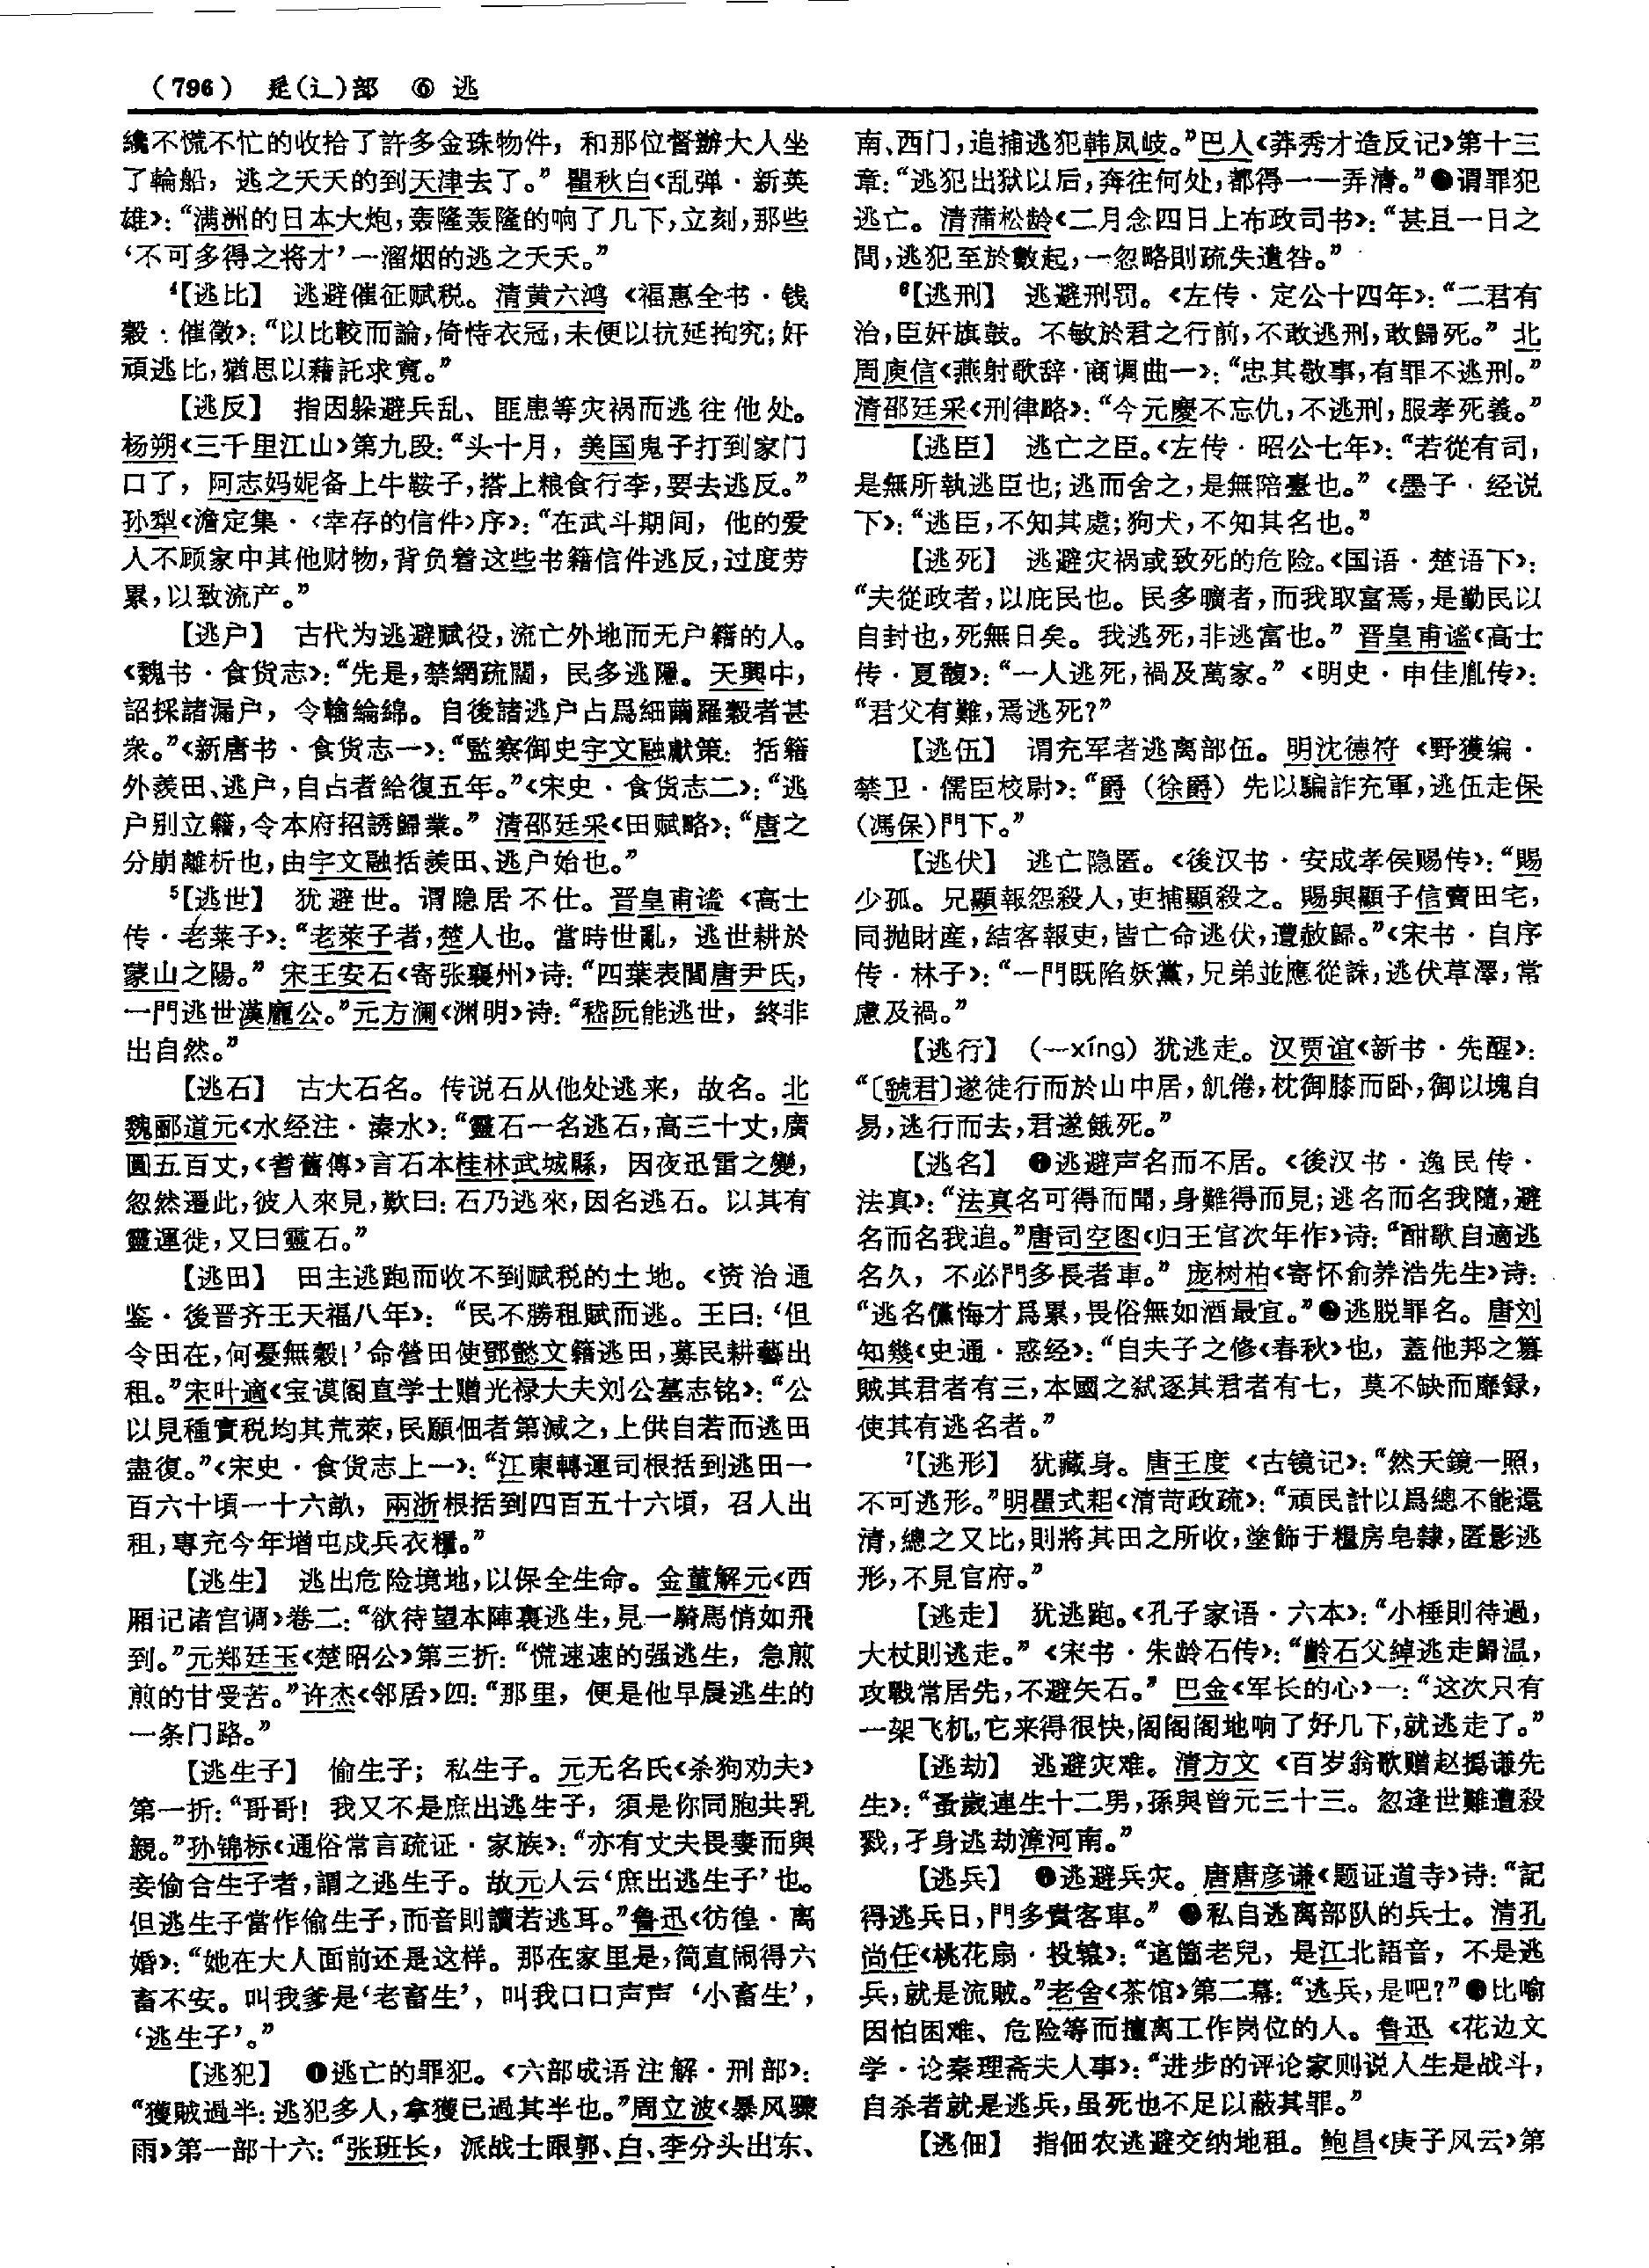 （796） 辵(辶)部 ⑥ 逃
纔不慌不忙的收拾了許多金珠物件，和那位督辦大人坐
了輪船，逃之夭夭的到天津去了。”瞿秋白《乱弹·新英
雄》：“满洲的日本大炮，轰隆轰隆的响了几下，立刻，那些
‘不可多得之将才’一溜烟的逃之夭夭。”
⁴【逃比】 逃避催征赋税。清黄六鸿《福惠全书·钱
穀·催徵》：“以比較而論，倚恃衣冠，未便以抗延拘究；奸
頑逃比，猶思以藉託求寬。”
【逃反】 指因躲避兵乱、匪患等灾祸而逃往他处。
杨朔《三千里江山》第九段：“头十月，美国鬼子打到家门
口了，阿志妈妮备上牛鞍子，搭上粮食行李，要去逃反。”
孙犁《澹定集·〈幸存的信件〉序》：“在武斗期间，他的爱
人不顾家中其他财物，背负着这些书籍信件逃反，过度劳
累，以致流产。”
【逃户】 古代为逃避赋役，流亡外地而无户籍的人。
《魏书·食货志》：“先是，禁網疏闊，民多逃隱。天興中，
詔採諸漏户，令輸綸綿。自後諸逃户占爲細繭羅縠者甚
衆。”《新唐书·食货志一》：“監察御史宇文融獻策：括籍
外羨田、逃户，自占者給復五年。”《宋史·食货志二》：“逃
户别立籍，令本府招誘歸業。”清邵廷采《田赋略》：“唐之
分崩離析也，由宇文融括羨田、逃户始也。”
⁵【逃世】 犹避世。谓隐居不仕。晋皇甫谧《高士
传·老莱子》：“老萊子者，楚人也。當時世亂，逃世耕於
蒙山之陽。”宋王安石《寄张襄州》诗：“四葉表閭唐尹氏，
一門逃世漢龐公。”元方澜《渊明》诗：“嵇阮能逃世，終非
出自然。”
【逃石】 古大石名。传说石从他处逃来，故名。北
魏郦道元《水经注·溱水》：“靈石一名逃石，高三十丈，廣
圓五百丈，《耆舊傳》言石本桂林武城縣，因夜迅雷之變，
忽然遷此，彼人來見，歎曰：石乃逃來，因名逃石。以其有
靈運徙，又曰靈石。”
【逃田】 田主逃跑而收不到赋税的土地。《资治通
鉴·後晋齐王天福八年》：“民不勝租賦而逃。王曰：‘但
令田在，何憂無穀！’命營田使鄧懿文籍逃田，募民耕藝出
租。”宋叶適《宝谟阁直学士赠光禄大夫刘公墓志铭》：“公
以見種實税均其荒萊，民願佃者第減之，上供自若而逃田
盡復。”《宋史·食货志上一》：“江東轉運司根括到逃田一
百六十頃一十六畝，兩浙根括到四百五十六頃，召人出
租，專充今年增屯戍兵衣糧。”
【逃生】 逃出危险境地，以保全生命。金董解元《西
厢记诸宫调》卷二：“欲待望本陣裏逃生，見一騎馬悄如飛
到。”元郑廷玉《楚昭公》第三折：“慌速速的强逃生，急煎
煎的甘受苦。”许杰《邻居》四：“那里，便是他早晨逃生的
一条门路。”
【逃生子】 偷生子；私生子。元无名氏《杀狗劝夫》
第一折：“哥哥！我又不是庶出逃生子，須是你同胞共乳
親。”孙锦标《通俗常言疏证·家族》：“亦有丈夫畏妻而與
妾偷合生子者，謂之逃生子。故元人云‘庶出逃生子’也。
但逃生子當作偷生子，而音則讀若逃耳。”鲁迅《彷徨·离
婚》：“她在大人面前还是这样。那在家里是，简直闹得六
畜不安。叫我爹是‘老畜生’，叫我口口声声‘小畜生’，
‘逃生子’。”
【逃犯】 ❶逃亡的罪犯。《六部成语注解·刑部》：
“獲賊過半：逃犯多人，拿獲已過其半也。”周立波《暴风骤
雨》第一部十六：“张班长，派战士跟郭、白、李分头出东、
南、西门，追捕逃犯韩凤岐。”巴人《莽秀才造反记》第十三
章：“逃犯出狱以后，奔往何处，都得一一弄清。”❷谓罪犯
逃亡。清蒲松龄《二月念四日上布政司书》：“甚且一日之
間，逃犯至於數起，一忽略則疏失遺咎。”
⁶【逃刑】 逃避刑罚。《左传·定公十四年》：“二君有
治，臣奸旗鼓。不敏於君之行前，不敢逃刑，敢歸死。”北
周庾信《燕射歌辞·商调曲一》：“忠其敬事，有罪不逃刑。”
清邵廷采《刑律略》：“今元慶不忘仇，不逃刑，服孝死義。”
【逃臣】 逃亡之臣。《左传·昭公七年》：“若從有司，
是無所執逃臣也；逃而舍之，是無陪臺也。”《墨子·经说
下》：“逃臣，不知其處；狗犬，不知其名也。”
【逃死】 逃避灾祸或致死的危险。《国语·楚语下》：
“夫從政者，以庇民也。民多曠者，而我取富焉，是勤民以
自封也，死無日矣。我逃死，非逃富也。”晋皇甫谧《高士
传·夏馥》：“一人逃死，禍及萬家。”《明史·申佳胤传》：
“君父有難，焉逃死？”
【逃伍】 谓充军者逃离部伍。明沈德符《野獲编·
禁卫·儒臣校尉》：“爵（徐爵）先以騙詐充軍，逃伍走保
（馮保）門下。”
【逃伏】 逃亡隐匿。《後汉书·安成孝侯赐传》：“賜
少孤。兄顯報怨殺人，吏捕顯殺之。賜與顯子信賣田宅，
同抛財産，結客報吏，皆亡命逃伏，遭赦歸。”《宋书·自序
传·林子》：“一門既陷妖黨，兄弟並應從誅，逃伏草澤，常
慮及禍。”
【逃行】 （—xíng）犹逃走。汉贾谊《新书·先醒》：
“〔虢君〕遂徒行而於山中居，飢倦，枕御膝而卧，御以塊自
易，逃行而去，君遂餓死。”
【逃名】 ❶逃避声名而不居。《後汉书·逸民传·
法真》：“法真名可得而聞，身難得而見；逃名而名我隨，避
名而名我追。”唐司空图《归王官次年作》诗：“酣歌自適逃
名久，不必門多長者車。”庞树柏《寄怀俞养浩先生》诗：
“逃名儻悔才爲累，畏俗無如酒最宜。”❷逃脱罪名。唐刘
知幾《史通·惑经》：“自夫子之修《春秋》也，蓋他邦之篡
賊其君者有三，本國之弑逐其君者有七，莫不缺而靡録，
使其有逃名者。”
⁷【逃形】 犹藏身。唐王度《古镜记》：“然天鏡一照，
不可逃形。”明瞿式耜《清苛政疏》：“頑民計以爲總不能還
清，總之又比，則將其田之所收，塗飾于糧房皂隸，匿影逃
形，不見官府。”
【逃走】 犹逃跑。《孔子家语·六本》：“小棰則待過，
大杖則逃走。”《宋书·朱龄石传》：“齡石父綽逃走歸温，
攻戰常居先，不避矢石。”巴金《军长的心》一：“这次只有
一架飞机，它来得很快，阁阁阁地响了好几下，就逃走了。”
【逃劫】 逃避灾难。清方文《百岁翁歌赠赵㧑谦先
生》：“蚤歲連生十二男，孫與曾元三十三。忽逢世難遭殺
戮，孑身逃劫漳河南。”
【逃兵】 ❶逃避兵灾。唐唐彦谦《题证道寺》诗：“記
得逃兵日，門多貴客車。”❷私自逃离部队的兵士。清孔
尚任《桃花扇·投辕》：“這箇老兒，是江北語音，不是逃
兵，就是流賊。”老舍《茶馆》第二幕：“逃兵，是吧？”❸比喻
因怕困难、危险等而擅离工作岗位的人。鲁迅《花边文
学·论秦理斋夫人事》：“进步的评论家则说人生是战斗，
自杀者就是逃兵，虽死也不足以蔽其罪。”
【逃佃】 指佃农逃避交纳地租。鲍昌《庚子风云》第